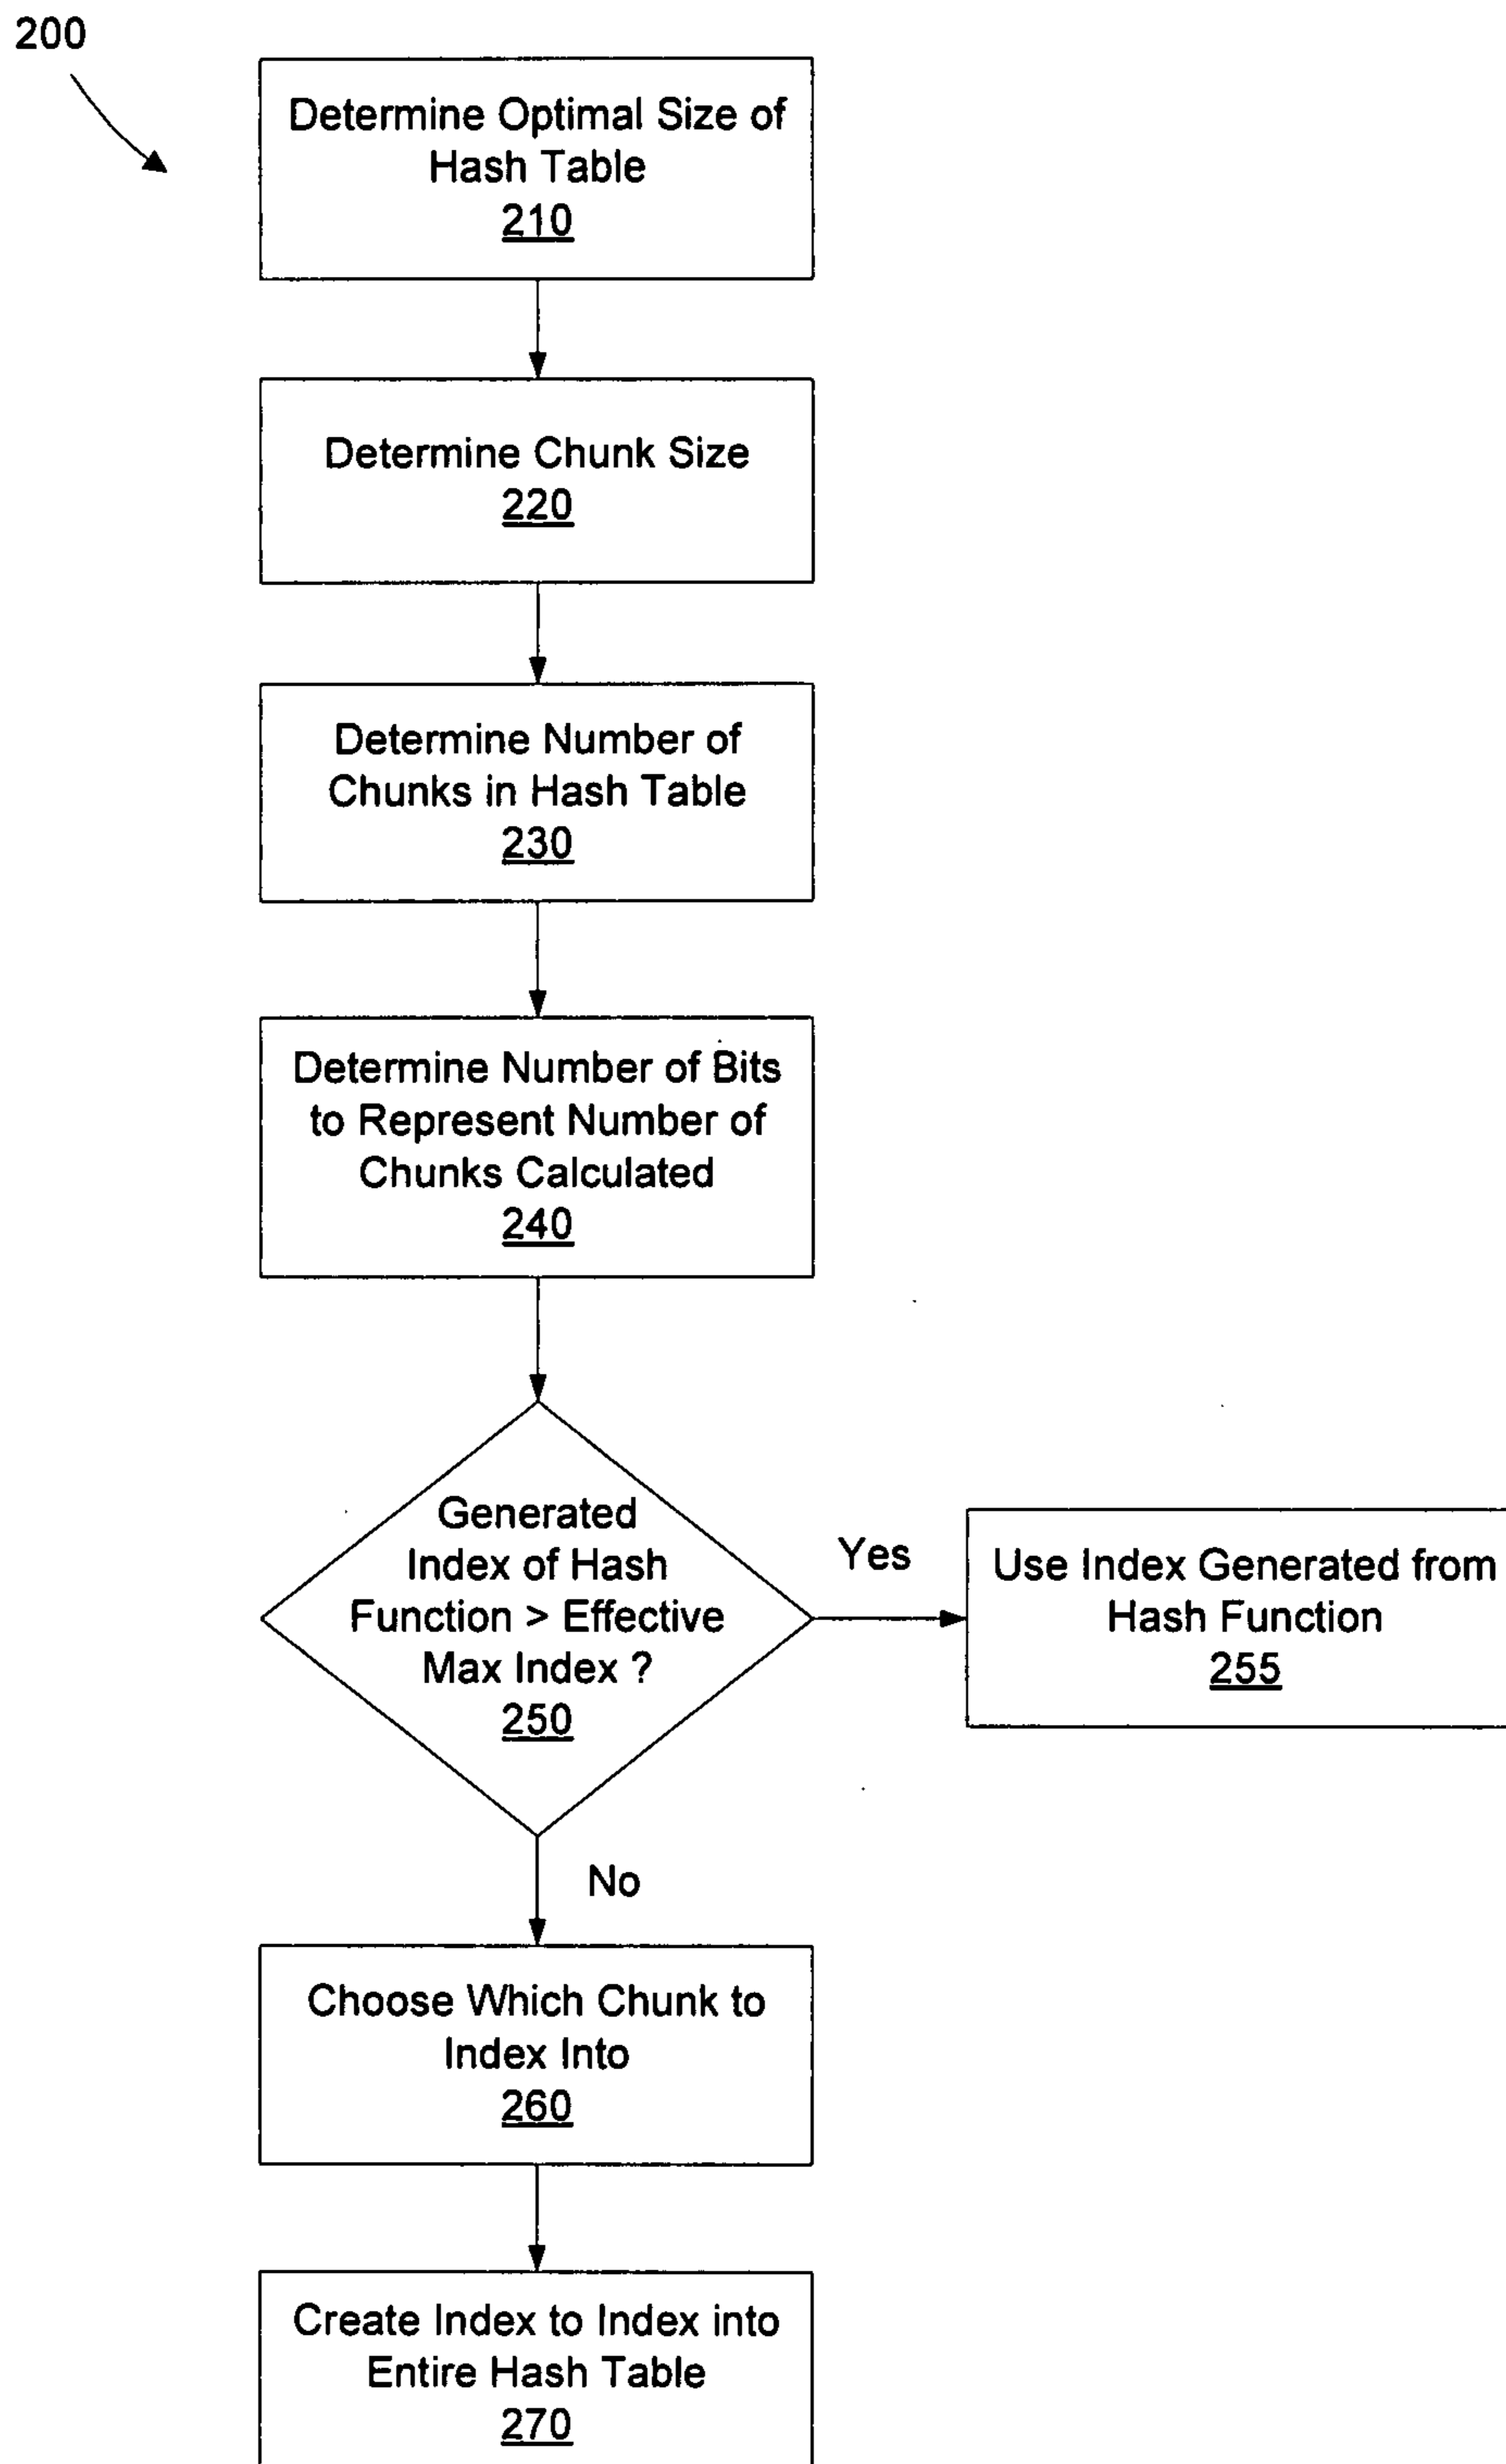 200
Determine Optimal Size of
Hash Table
210
Determine Chunk Size
220
Determine Number of
Chunks in Hash Table
230
Determine Number of Bits
to Represent Number of
Chunks Calculated
240
Generated
Index of Hash
Function > Effective
Max Index ?
250
Yes
Use Index Generated from
Hash Function
255
No
Choose Which Chunk to
Index Into
260
Create Index to Index into
Entire Hash Table
270